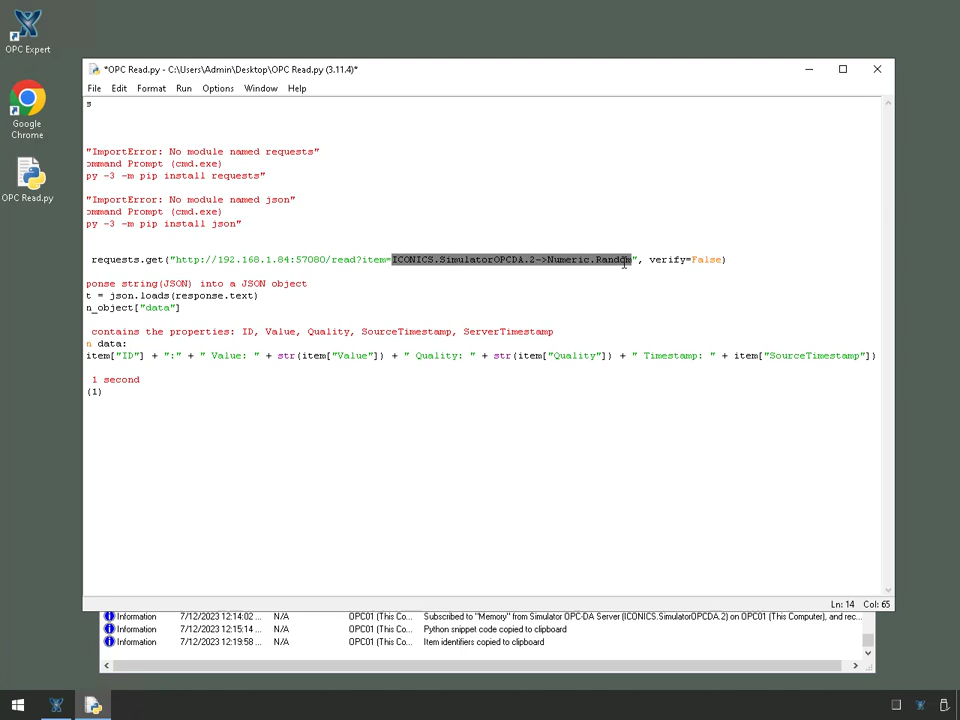 OPC Expert
Google
Chrome
OPC Read.py
*OPC Read.py - C:\Users\Admin\Desktop\OPC Read.py (3.11.4)*
File Edit Format Run Options Window Help
s
"ImportError: No module named requests"
ommand Prompt (cmd.exe)
py -3 -m pip install requests"
"ImportError: No module named json"
ommand Prompt (cmd.exe)
py -3 -m pip install json"
requests.get("http://192.168.1.84:57080/read?item=ICONICS.SimulatorOPCDA.2->Numeric.Random", verify=False)
ponse string(JSON) into a JSON object
t = json.loads(response.text)
n_object["data"]
contains the properties: ID, Value, Quality, SourceTimestamp, ServerTimestamp
n data:
item["ID"] + ":" + " Value: " + str(item["Value"]) + " Quality: " + str(item["Quality"]) + " Timestamp: " + item["SourceTimestamp"])
1 second
(1)
Ln: 14 Col: 65
Information 7/12/2023 12:14:02 ... N/A OPC01 (This Co... Subscribed to "Memory" from Simulator OPC-DA Server (ICONICS.SimulatorOPCDA.2) on OPC01 (This Computer), and rec...
Information 7/12/2023 12:15:14 ... N/A OPC01 (This Co... Python snippet code copied to clipboard
Information 7/12/2023 12:19:58 ... N/A OPC01 (This Co... Item identifiers copied to clipboard